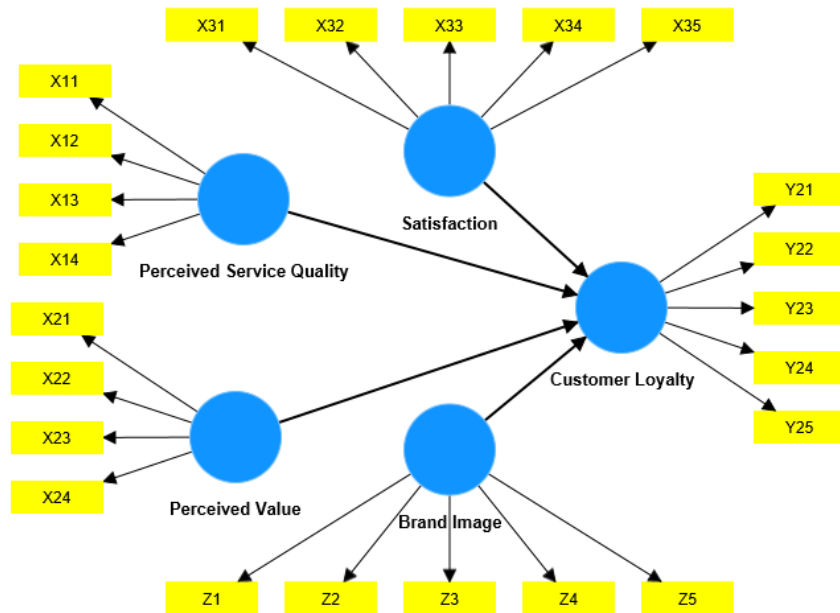 X31
X32
X33
X34
X35
X11
X12
X13
X14
Perceived Service Quality
Satisfaction
Y21
Y22
Y23
Y24
Y25
Customer Loyalty
X21
X22
X23
X24
Perceived Value
Brand Image
Z1
Z2
Z3
Z4
Z5